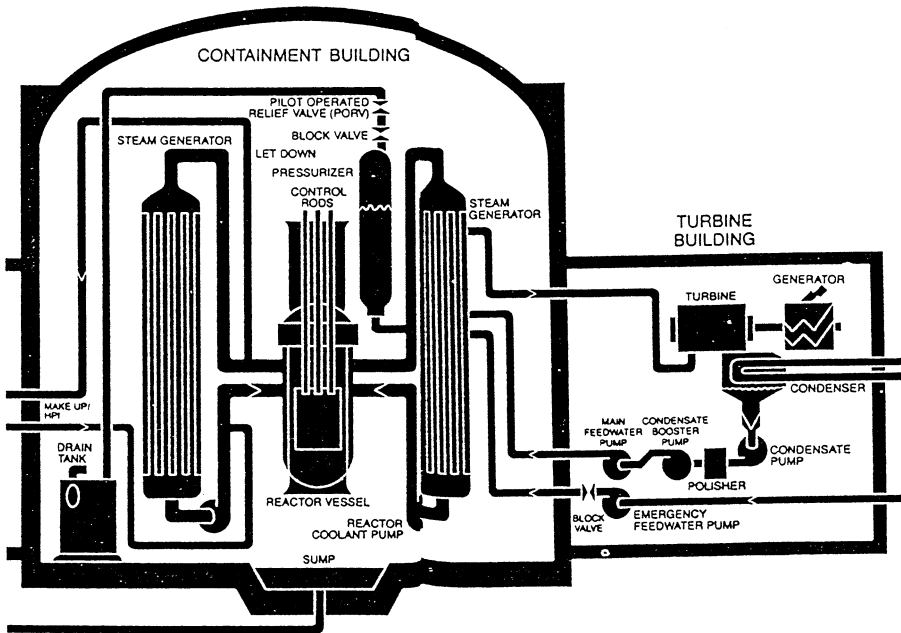 CONTAINMENT BUILDING
PILOT OPERATED
RELIEF VALVE (PORV)
BLOCK VALVE
STEAM GENERATOR
LET DOWN
PRESSURIZER
CONTROL
RODS
STEAM
GENERATOR
TURBINE
BUILDING
GENERATOR
TURBINE
CONDENSER
MAKE UP/
HPI
DRAIN
TANK
MAIN
FEEDWATER
PUMP
CONDENSATE
BOOSTER
PUMP
CONDENSATE
PUMP
POLISHER
REACTOR VESSEL
REACTOR
COOLANT PUMP
BLOCK
VALVE
EMERGENCY
FEEDWATER PUMP
SUMP